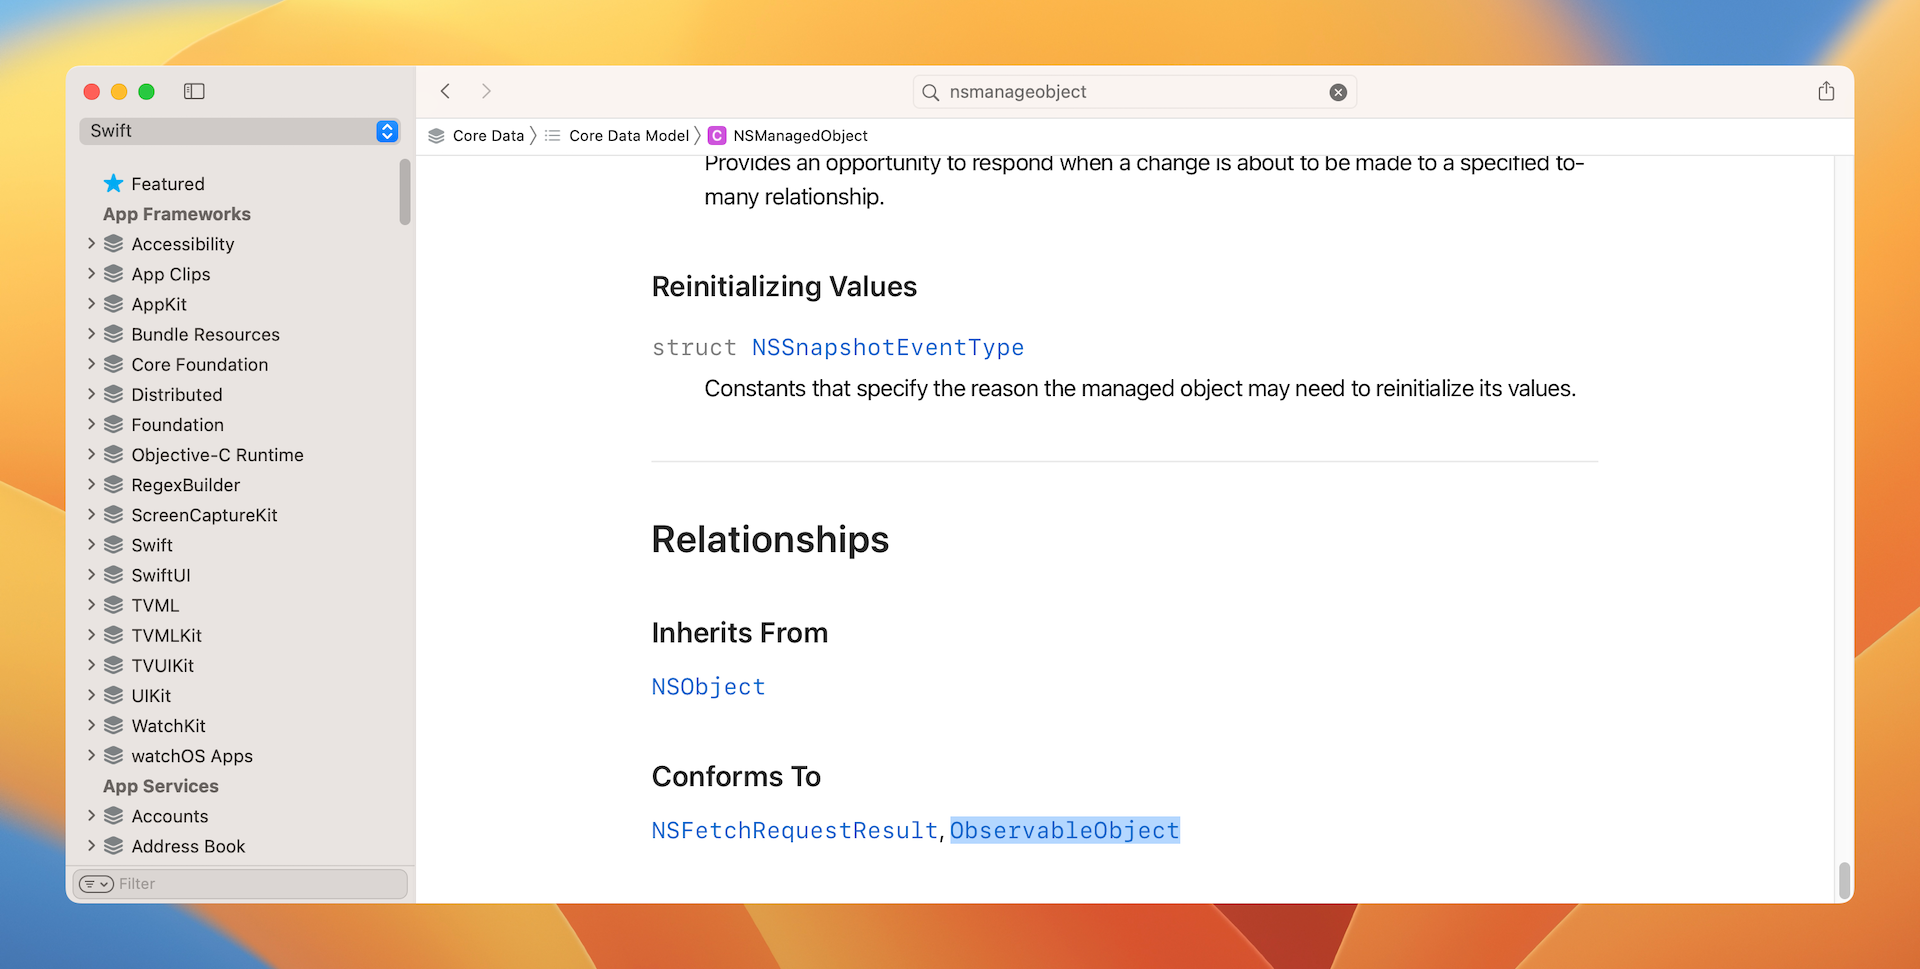 nsmanageobject
Swift
Core Data
Core Data Model
C
NSManagedObject
Featured
App Frameworks
Accessibility
App Clips
AppKit
Bundle Resources
Core Foundation
Distributed
Foundation
Objective-C Runtime
RegexBuilder
ScreenCaptureKit
Swift
SwiftUI
TVML
TVMLKit
TVUIKit
UIKit
WatchKit
watchOS Apps
App Services
Accounts
Address Book
Filter
Provides an opportunity to respond when a change is about to be made to a specified to-
many relationship.
Reinitializing Values
struct NSSnapshotEventType
Constants that specify the reason the managed object may need to reinitialize its values.
Relationships
Inherits From
NSObject
Conforms To
NSFetchRequestResult, ObservableObject